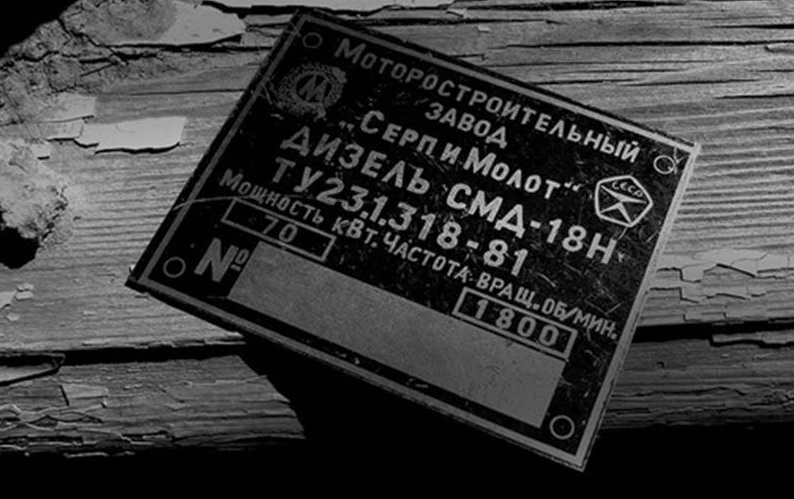 МОТОРОСТРОИТЕЛЬНЫЙ
ЗАВОД
„СЕРП И МОЛОТ“
ДИЗЕЛЬ СМД-18Н
ТУ23.1.318-81
МОЩНОСТЬ КВТ. ЧАСТОТА ВРАЩ. ОБ/МИН.
70 1800
№
М
СССР